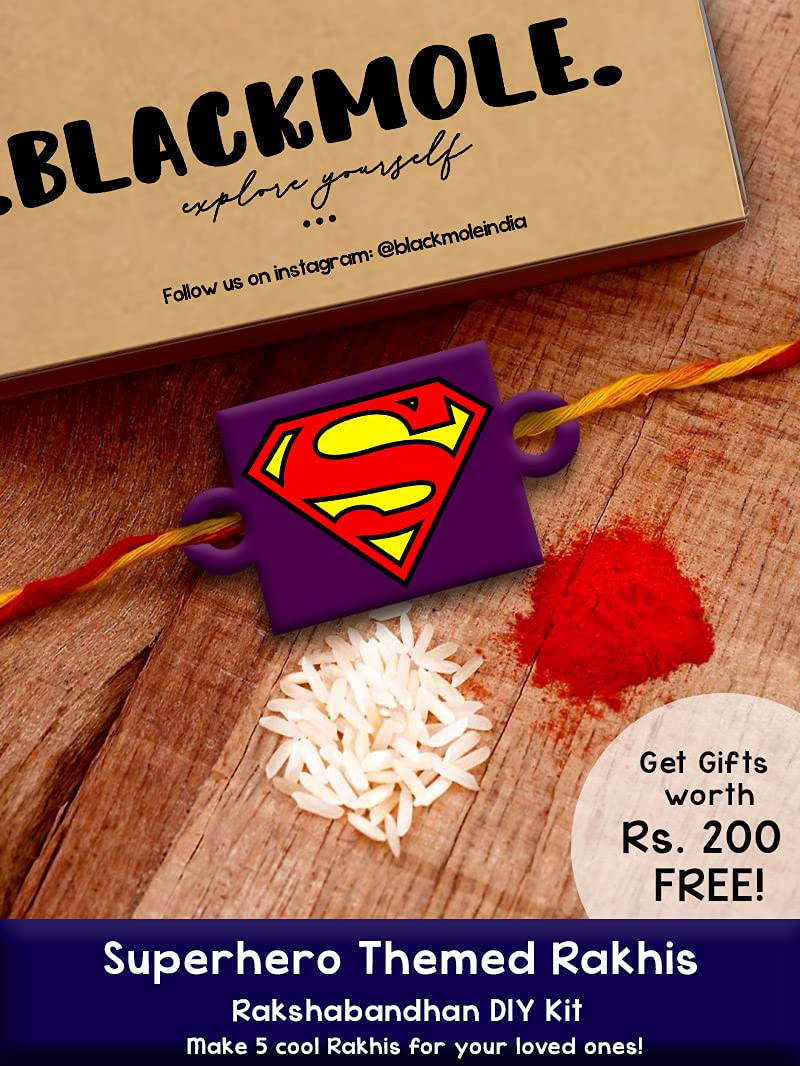 .BLACKMOLE.
explore yourself
...
Follow us on instagram: @blackmoleindia
S
Get Gifts
worth
Rs. 200
FREE!
Superhero Themed Rakhis
Rakshabandhan DIY Kit
Make 5 cool Rakhis for your loved ones!